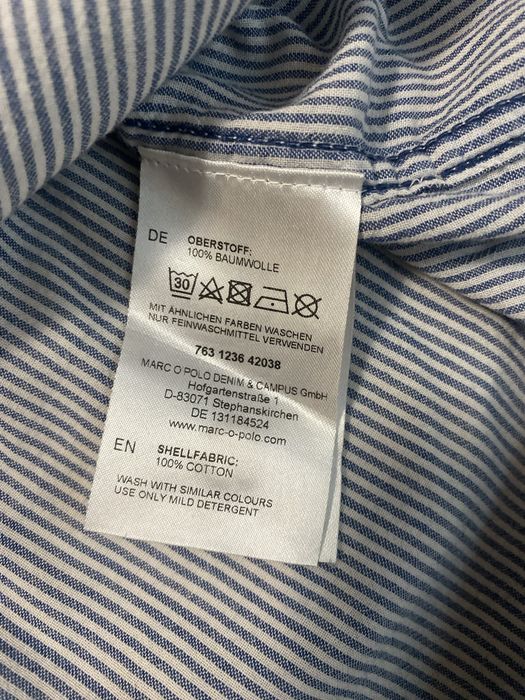 DE OBERSTOFF:
100% BAUMWOLLE
30
MIT ÄHNLICHEN FARBEN WASCHEN
NUR FEINWASCHMITTEL VERWENDEN
763 1236 42038
MARC O POLO DENIM & CAMPUS GmbH
Hofgartenstraße 1
D-83071 Stephanskirchen
DE 131184524
www.marc-o-polo.com
EN SHELLFABRIC:
100% COTTON
WASH WITH SIMILAR COLOURS
USE ONLY MILD DETERGENT